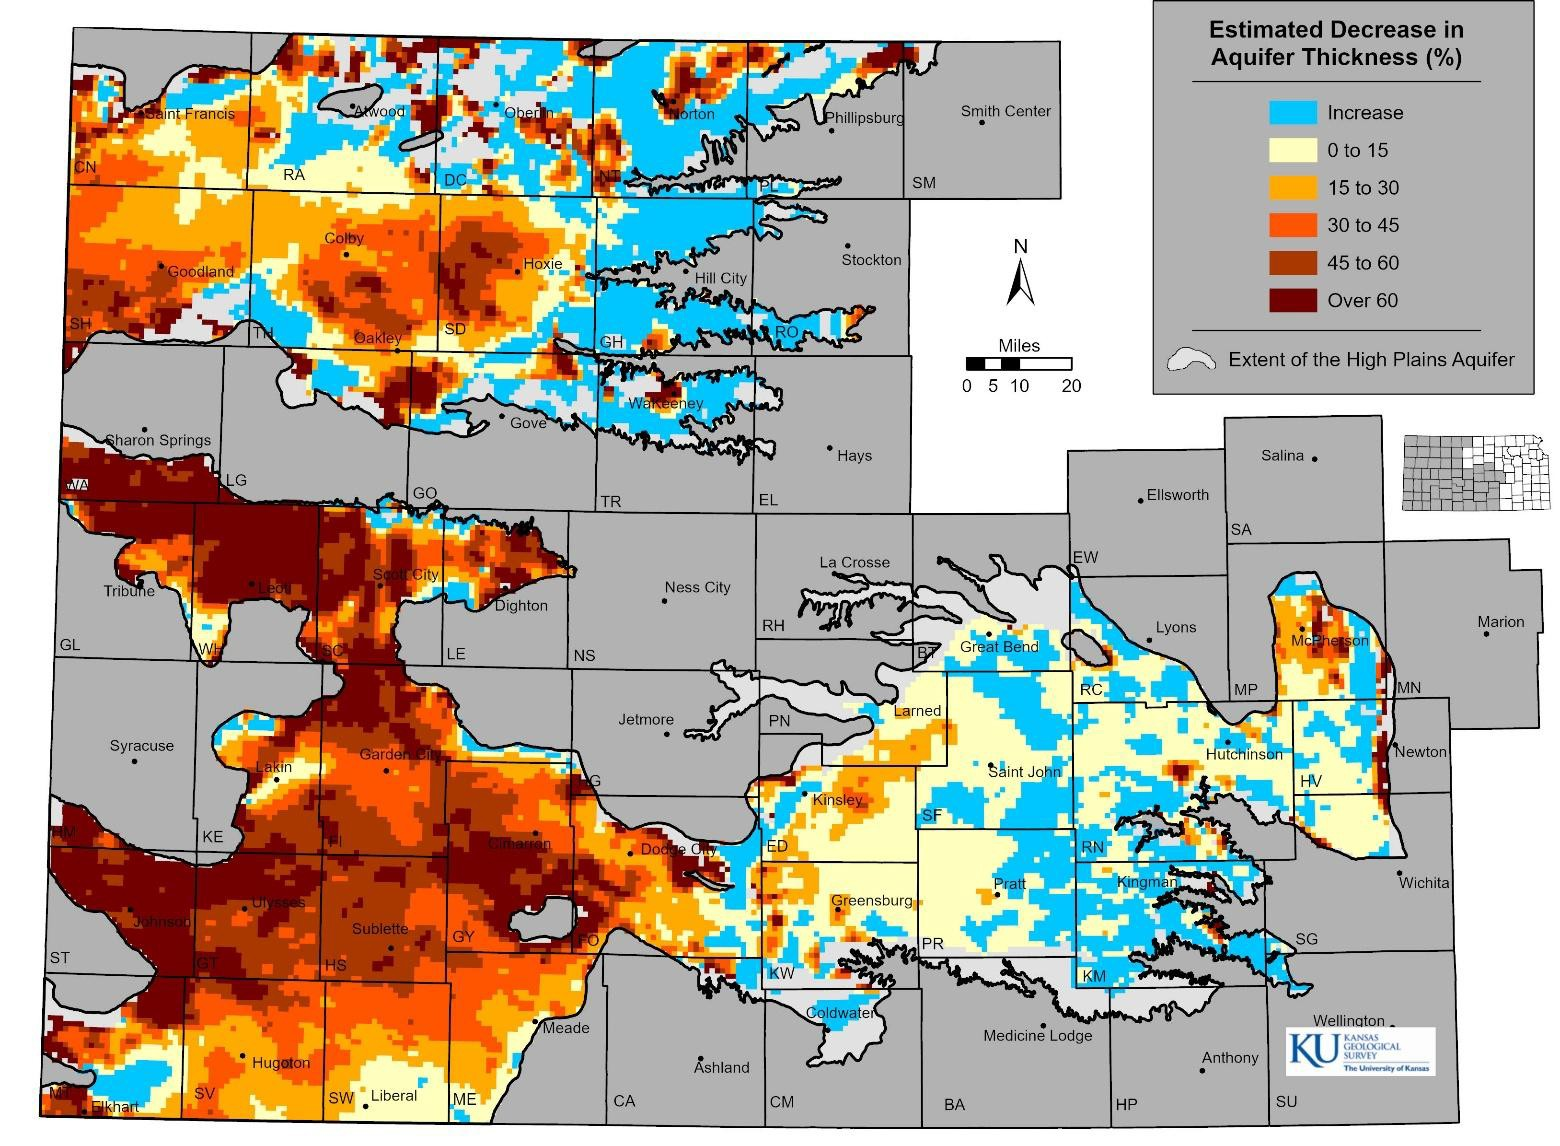 Estimated Decrease in
Aquifer Thickness (%)
Increase
0 to 15
15 to 30
30 to 45
45 to 60
Over 60
Extent of the High Plains Aquifer
N
Miles
0 5 10 20
Saint Francis
Atwood
Oberlin
Norton
Phillipsburg
Smith Center
CN
RA
DC
NT
PL
SM
Colby
Goodland
Hoxie
Hill City
Stockton
SH
TH
Oakley
SD
GH
RO
Sharon Springs
Gove
WaKeeney
Hays
WA
LG
GO
TR
EL
Salina
Ellsworth
SA
EW
Tribune
Leoti
Scott City
Dighton
Ness City
La Crosse
Great Bend
Lyons
McPherson
Marion
GL
WH
SC
LE
NS
RH
BT
RC
MP
MN
Syracuse
Lakin
Garden City
Jetmore
PN
Larned
Saint John
Hutchinson
Newton
HG
HV
Kinsley
HM
KE
FI
Cimarron
Dodge City
ED
SF
RN
Wichita
Johnson
Ulysses
Sublette
Greensburg
Pratt
Kingman
ST
GT
HS
GY
FO
KW
PR
KM
SG
Meade
Coldwater
Medicine Lodge
Wellington
Hugoton
Ashland
Anthony
MT
Elkhart
SV
SW
Liberal
ME
CA
CM
BA
HP
SU
KU
KANSAS
GEOLOGICAL
SURVEY
The University of Kansas